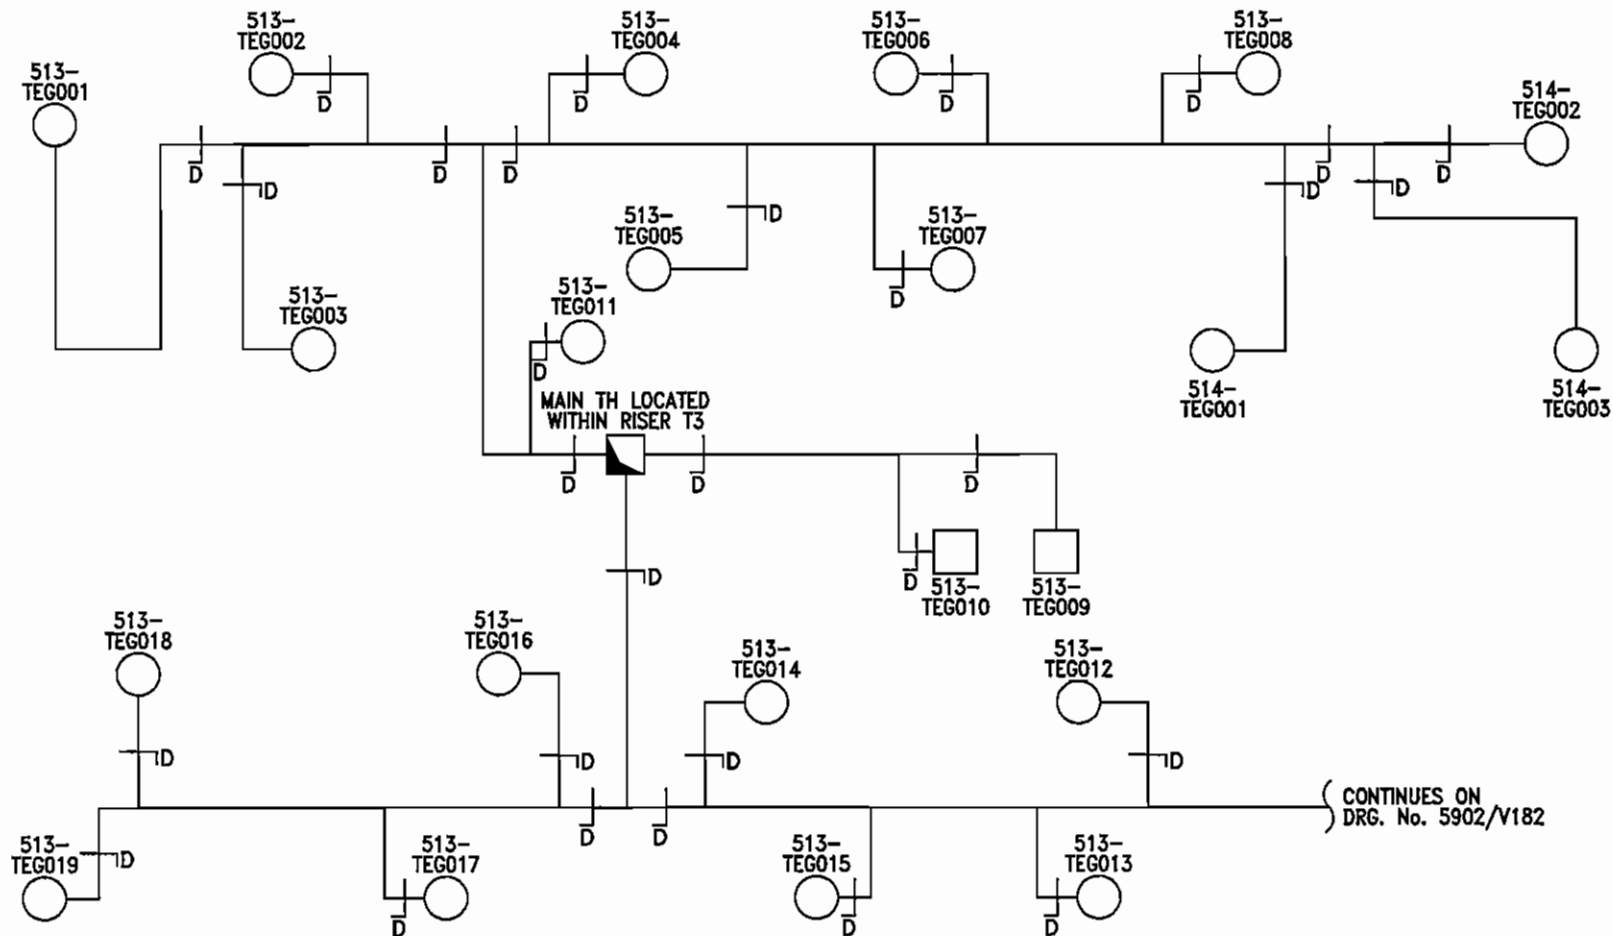 513-
TEG001
513-
TEG002
D
513-
TEG004
D
513-
TEG006
D
513-
TEG008
D
514-
TEG002
D
D
D
D
D
D
D
D
D
D
513-
TEG003
513-
TEG005
513-
TEG007
D
513-
TEG011
D
514-
TEG001
514-
TEG003
MAIN TH LOCATED
WITHIN RISER T3
D
D
D
D
D
513-
TEG010
513-
TEG009
513-
TEG018
D
513-
TEG016
D
513-
TEG014
D
513-
TEG012
D
CONTINUES ON
DRG. No. 5902/V182
D
D
513-
TEG019
D
513-
TEG017
D
513-
TEG015
D
513-
TEG013
D